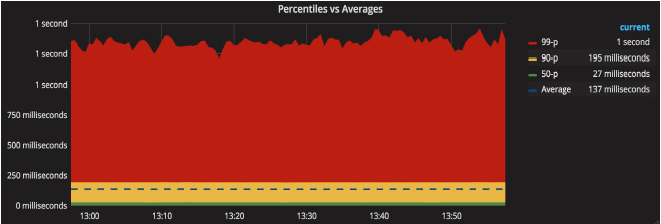 Percentiles vs Averages
1 second
1 second
1 second
750 milliseconds
500 milliseconds
250 milliseconds
0 milliseconds
13:00 13:10 13:20 13:30 13:40 13:50
current
99-p 1 second
90-p 195 milliseconds
50-p 27 milliseconds
Average 137 milliseconds